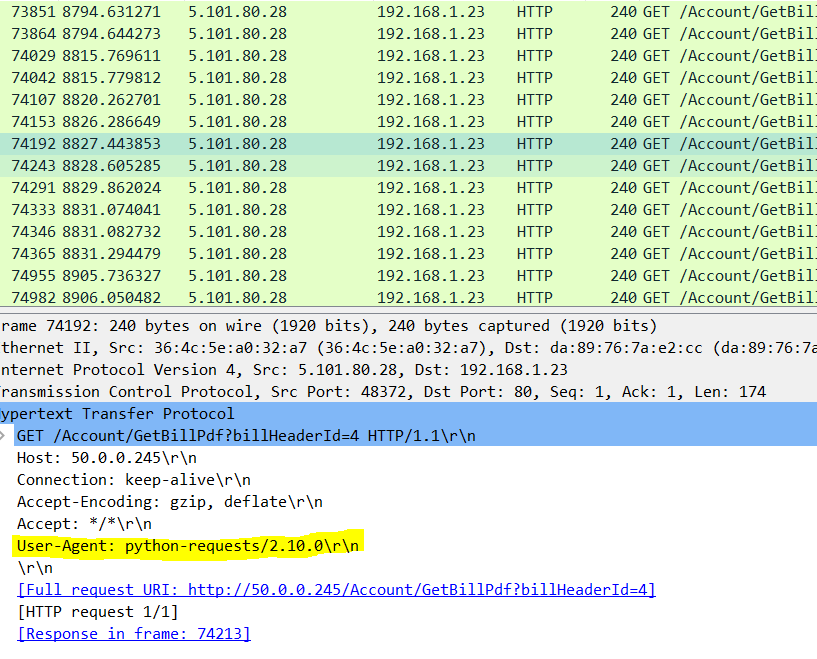 73851 8794.631271 5.101.80.28 192.168.1.23 HTTP 240 GET /Account/GetBill
73864 8794.644273 5.101.80.28 192.168.1.23 HTTP 240 GET /Account/GetBill
74029 8815.769611 5.101.80.28 192.168.1.23 HTTP 240 GET /Account/GetBill
74042 8815.779812 5.101.80.28 192.168.1.23 HTTP 240 GET /Account/GetBill
74107 8820.262701 5.101.80.28 192.168.1.23 HTTP 240 GET /Account/GetBill
74153 8826.286649 5.101.80.28 192.168.1.23 HTTP 240 GET /Account/GetBill
74192 8827.443853 5.101.80.28 192.168.1.23 HTTP 240 GET /Account/GetBill
74243 8828.605285 5.101.80.28 192.168.1.23 HTTP 240 GET /Account/GetBill
74291 8829.862024 5.101.80.28 192.168.1.23 HTTP 240 GET /Account/GetBill
74333 8831.074041 5.101.80.28 192.168.1.23 HTTP 240 GET /Account/GetBill
74346 8831.082732 5.101.80.28 192.168.1.23 HTTP 240 GET /Account/GetBill
74365 8831.294479 5.101.80.28 192.168.1.23 HTTP 240 GET /Account/GetBill
74955 8905.736327 5.101.80.28 192.168.1.23 HTTP 240 GET /Account/GetBill
74982 8906.050482 5.101.80.28 192.168.1.23 HTTP 240 GET /Account/GetBill
rame 74192: 240 bytes on wire (1920 bits), 240 bytes captured (1920 bits)
thernet II, Src: 36:4c:5e:a0:32:a7 (36:4c:5e:a0:32:a7), Dst: da:89:76:7a:e2:cc (da:89:76:7a
nternet Protocol Version 4, Src: 5.101.80.28, Dst: 192.168.1.23
ransmission Control Protocol, Src Port: 48372, Dst Port: 80, Seq: 1, Ack: 1, Len: 174
ypertext Transfer Protocol
GET /Account/GetBillPdf?billHeaderId=4 HTTP/1.1\r\n
Host: 50.0.0.245\r\n
Connection: keep-alive\r\n
Accept-Encoding: gzip, deflate\r\n
Accept: */*\r\n
User-Agent: python-requests/2.10.0\r\n
\r\n
[Full request URI: http://50.0.0.245/Account/GetBillPdf?billHeaderId=4]
[HTTP request 1/1]
[Response in frame: 74213]